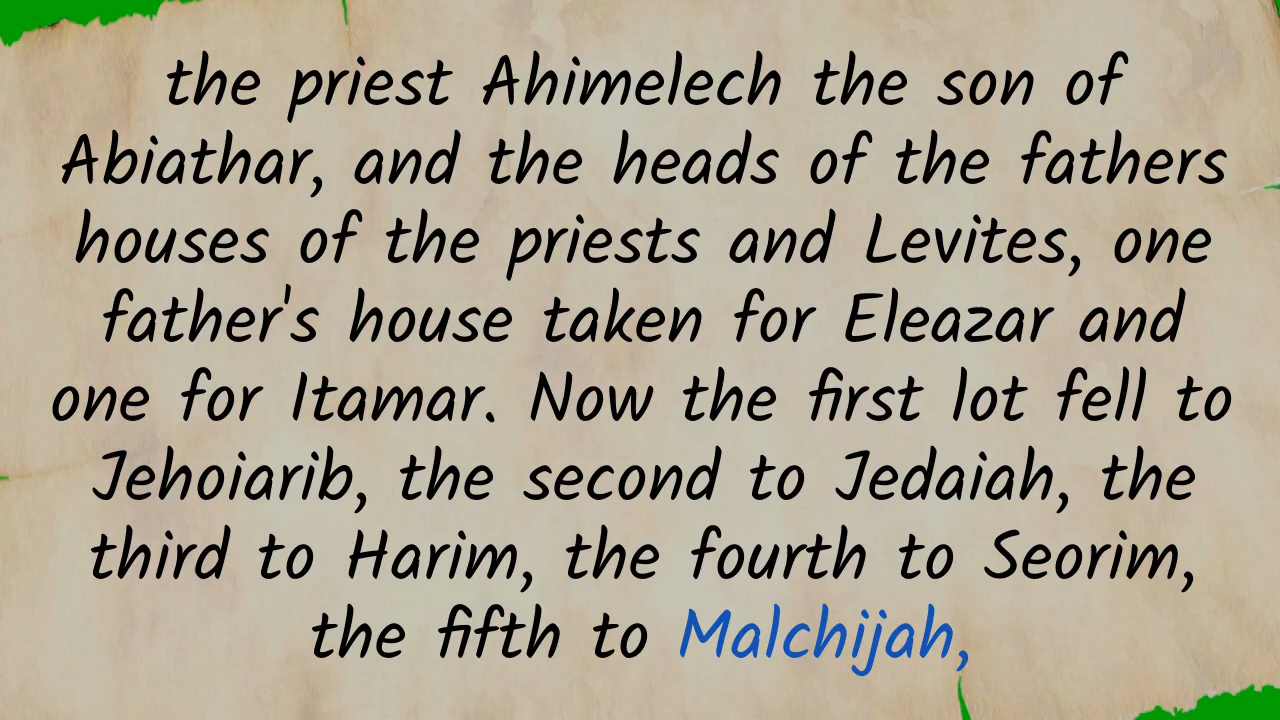 the priest Ahimelech the son of
Abiathar, and the heads of the fathers
houses of the priests and Levites, one
father's house taken for Eleazar and
one for Itamar. Now the first lot fell to
Jehoiarib, the second to Jedaiah, the
third to Harim, the fourth to Seorim,
the fifth to Malchijah,